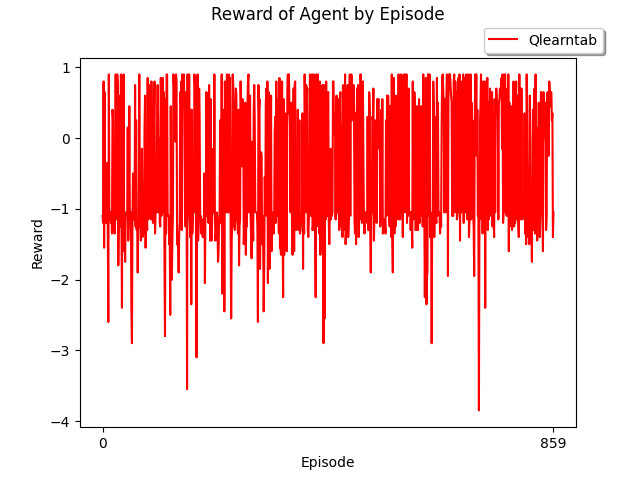 Reward of Agent by Episode
Qlearntab
1
0
−1
−2
−3
−4
Reward
0
859
Episode